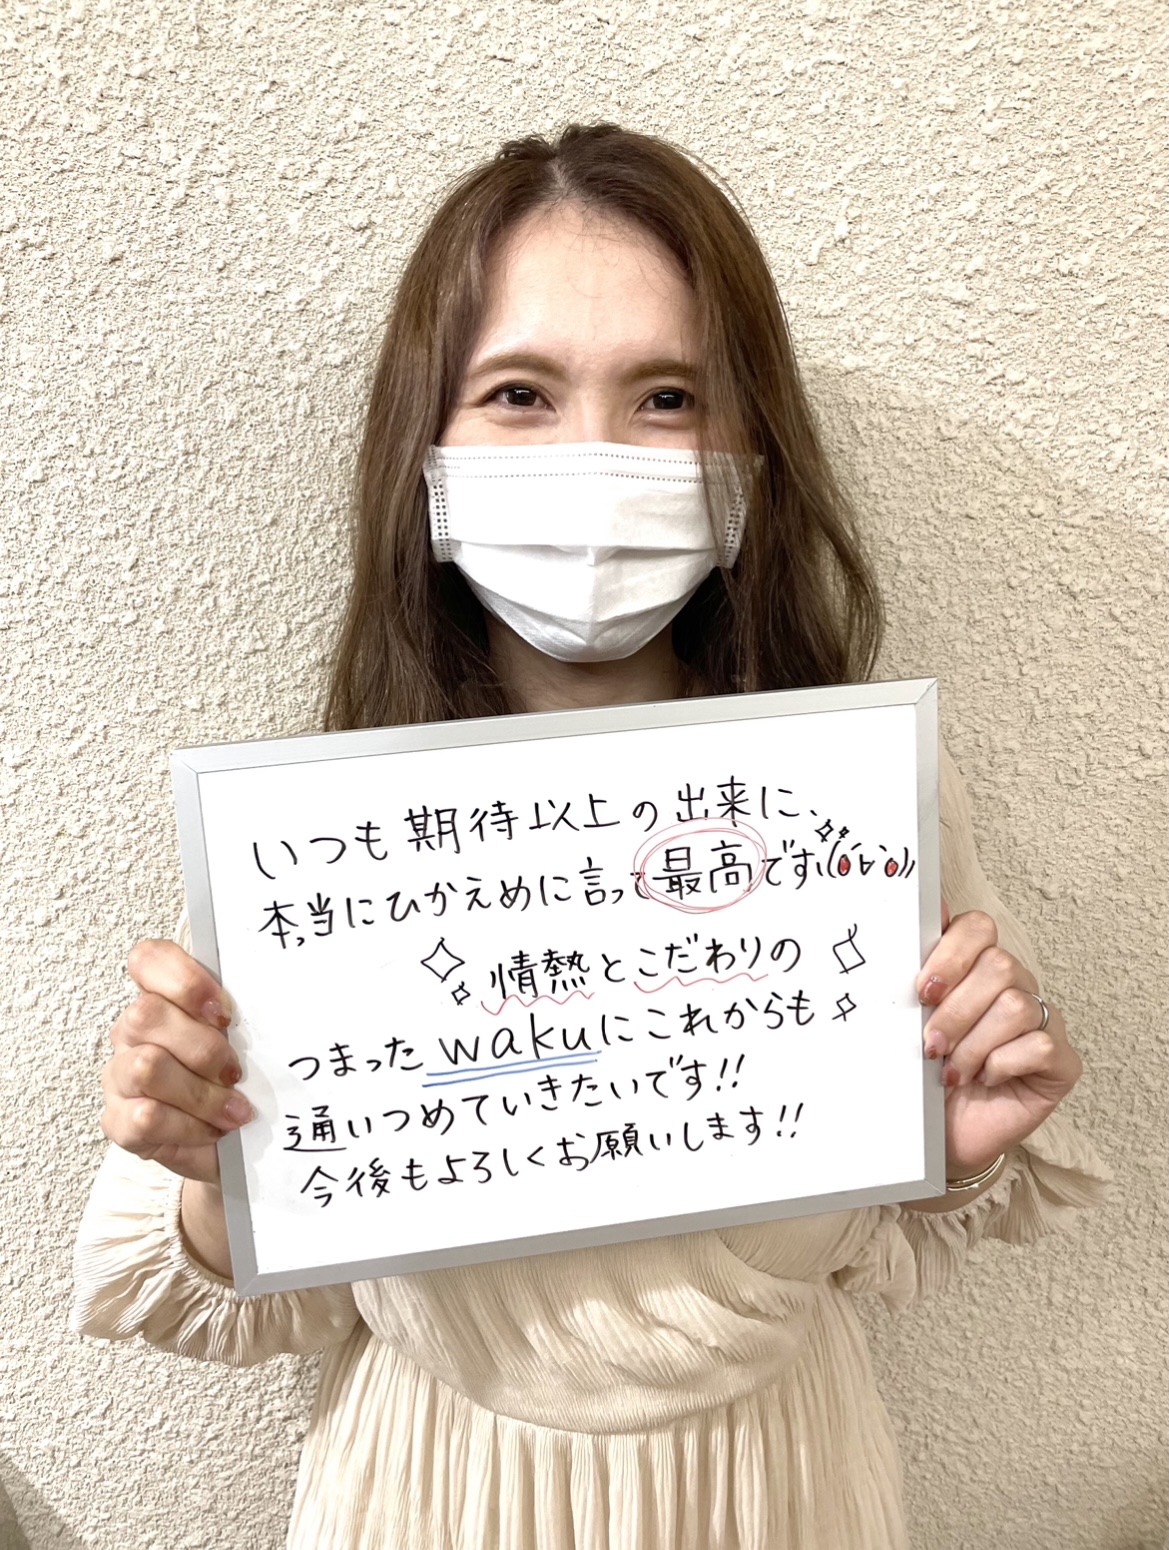 いつも期待以上の出来に、
本当にひかえめに言って最高です
情熱とこだわりの
つまったwakuにこれからも
通いつめていきたいです!!
今後もよろしくお願いします!!